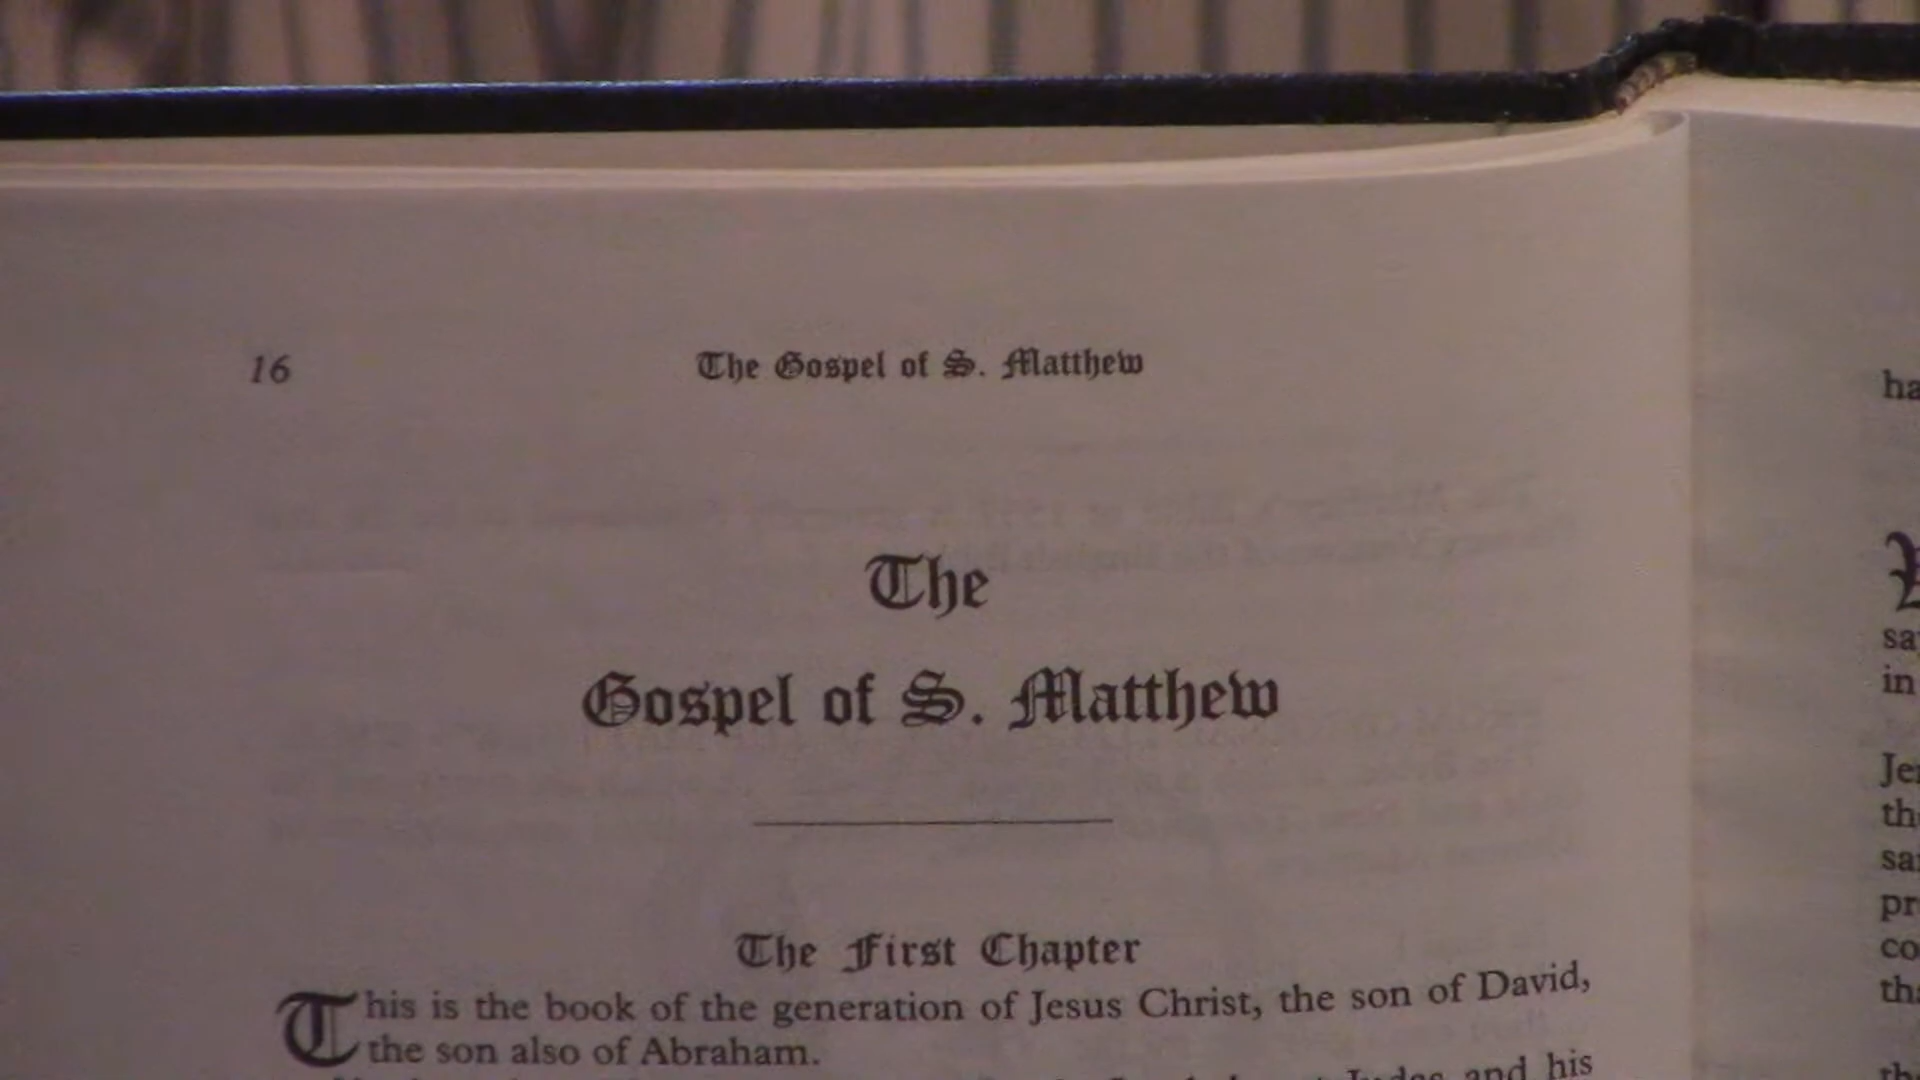 16
The Gospel of S. Matthew
The
Gospel of S. Matthew
The First Chapter
This is the book of the generation of Jesus Christ, the son of David,
the son also of Abraham.
and his
ha
sa
in
Je
th
sa
pr
co
tha